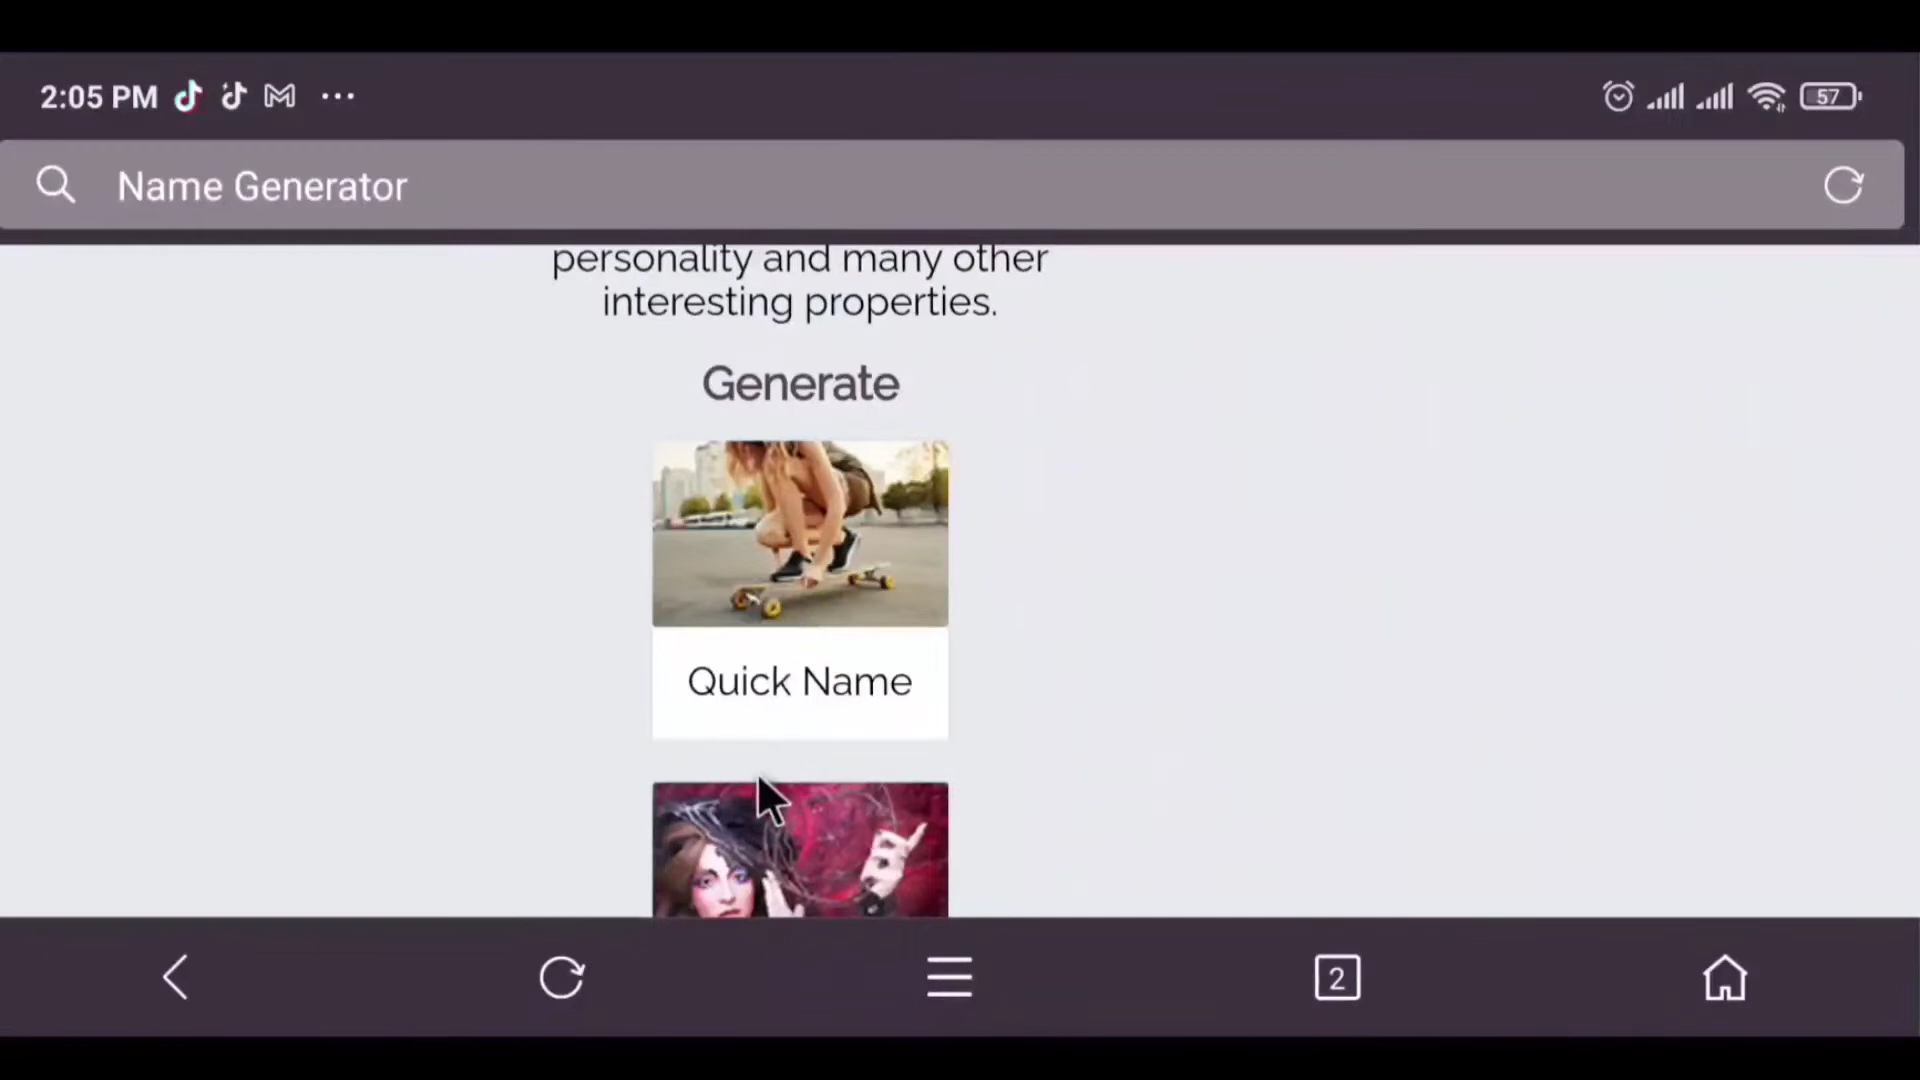 2:05 PM
57
Name Generator
personality and many other
interesting properties.
Generate
Quick Name
2